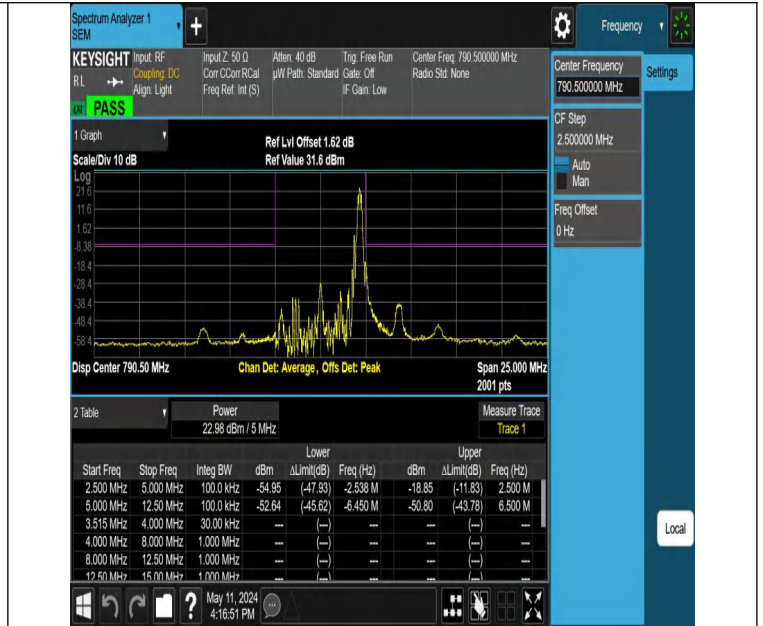 Spectrum Analyzer 1
SEM
+
Frequency
KEYSIGHT Input: RF
Coupling: DC
Align: Light
RL
PASS
Input Z: 50 Ω
Corr CCorr RCal
Freq Ref: Int (S)
Atten: 40 dB
µW Path: Standard
Trig: Free Run
Gate: Off
IF Gain: Low
Center Freq: 790.500000 MHz
Radio Std: None
Center Frequency
790.500000 MHz
Settings
CF Step
2.500000 MHz
Auto
Man
Freq Offset
0 Hz
1 Graph
Ref Lvl Offset 1.62 dB
Scale/Div 10 dB
Ref Value 31.6 dBm
Log
21.6
11.6
1.62
-8.38
-18.4
-28.4
-38.4
-48.4
-58.4
Disp Center 790.50 MHz
Chan Det: Average, Offs Det: Peak
Span 25.000 MHz
2001 pts
2 Table
Power
22.98 dBm / 5 MHz
Measure Trace
Trace 1
Lower Upper
Start Freq Stop Freq Integ BW dBm ΔLimit(dB) Freq (Hz) dBm ΔLimit(dB) Freq (Hz)
2.500 MHz 5.000 MHz 100.0 kHz -54.95 (-47.93) -2.538 M -18.85 (-11.83) 2.500 M
5.000 MHz 12.50 MHz 100.0 kHz -52.64 (-45.62) -6.450 M -50.80 (-43.78) 6.500 M
3.515 MHz 4.000 MHz 30.00 kHz --- (---) --- --- (---) ---
4.000 MHz 8.000 MHz 1.000 MHz --- (---) --- --- (---) ---
8.000 MHz 12.50 MHz 1.000 MHz --- (---) --- --- (---) ---
12.50 MHz 15.00 MHz 1.000 MHz --- (---) --- --- (---) ---
Local
?
May 11, 2024
4:16:51 PM